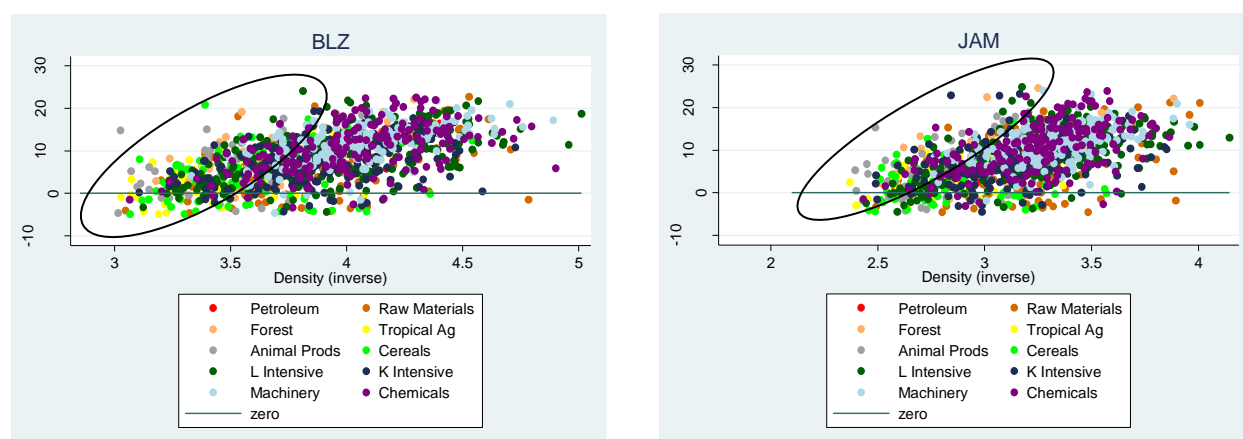 BLZ
30
20
10
0
-10
3 3.5 4 4.5 5
Density (inverse)
Petroleum Raw Materials
Forest Tropical Ag
Animal Prods Cereals
L Intensive K Intensive
Machinery Chemicals
zero
JAM
30
20
10
0
-10
2 2.5 3 3.5 4
Density (inverse)
Petroleum Raw Materials
Forest Tropical Ag
Animal Prods Cereals
L Intensive K Intensive
Machinery Chemicals
zero